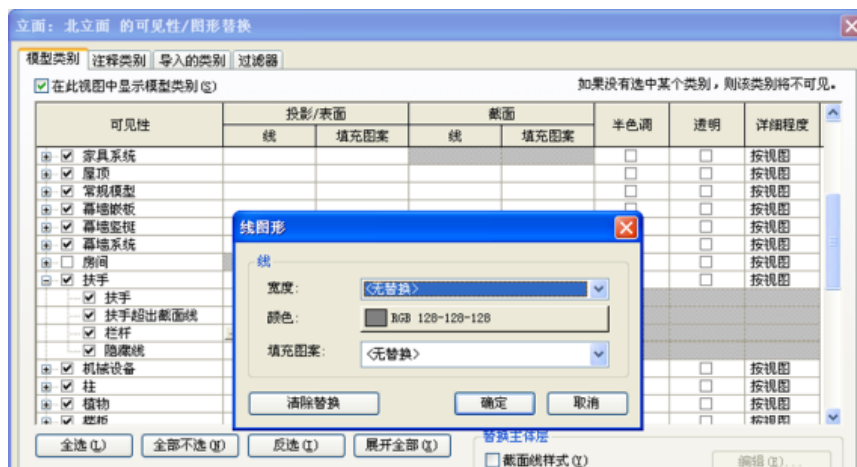 立面: 北立面 的可见性/图形替换
模型类别 注释类别 导入的类别 过滤器
在此视图中显示模型类别(S) 如果没有选中某个类别,则该类别将不可见。
可见性 投影/表面 截面 半色调 透明 详细程度
线 填充图案 线 填充图案
家具系统 按视图
屋顶 按视图
常规模型 按视图
幕墙嵌板 按视图
幕墙竖梃 按视图
幕墙系统 按视图
房间 按视图
扶手 按视图
扶手
扶手超出截面线
栏杆
隐藏线
机械设备 按视图
柱 按视图
植物 按视图
楼板 按视图
线图形
线
宽度: <无替换>
颜色: RGB 128-128-128
填充图案: <无替换>
清除替换 确定 取消
全选(L) 全部不选(N) 反选(I) 展开全部(X)
替换主体层
截面线样式(Y) 编辑(E)...